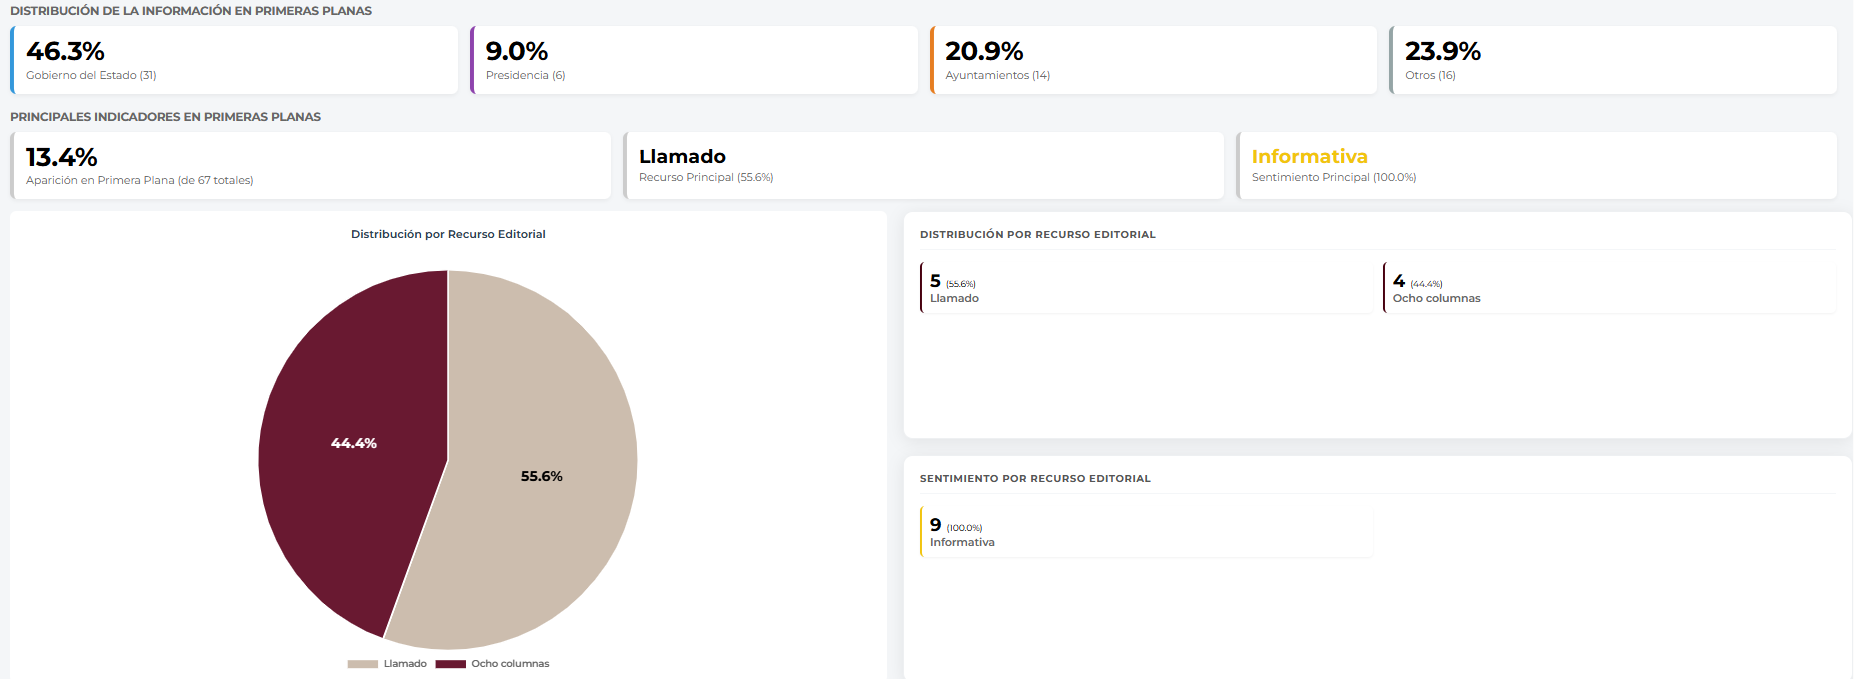 DISTRIBUCIÓN DE LA INFORMACIÓN EN PRIMERAS PLANAS
46.3%
Gobierno del Estado (31)
9.0%
Presidencia (6)
20.9%
Ayuntamientos (14)
23.9%
Otros (16)
PRINCIPALES INDICADORES EN PRIMERAS PLANAS
13.4%
Aparición en Primera Plana (de 67 totales)
Llamado
Recurso Principal (55.6%)
Informativa
Sentimiento Principal (100.0%)
Distribución por Recurso Editorial
44.4%
55.6%
Llamado
Ocho columnas
DISTRIBUCIÓN POR RECURSO EDITORIAL
5 (55.6%)
Llamado
4 (44.4%)
Ocho columnas
SENTIMIENTO POR RECURSO EDITORIAL
9 (100.0%)
Informativa